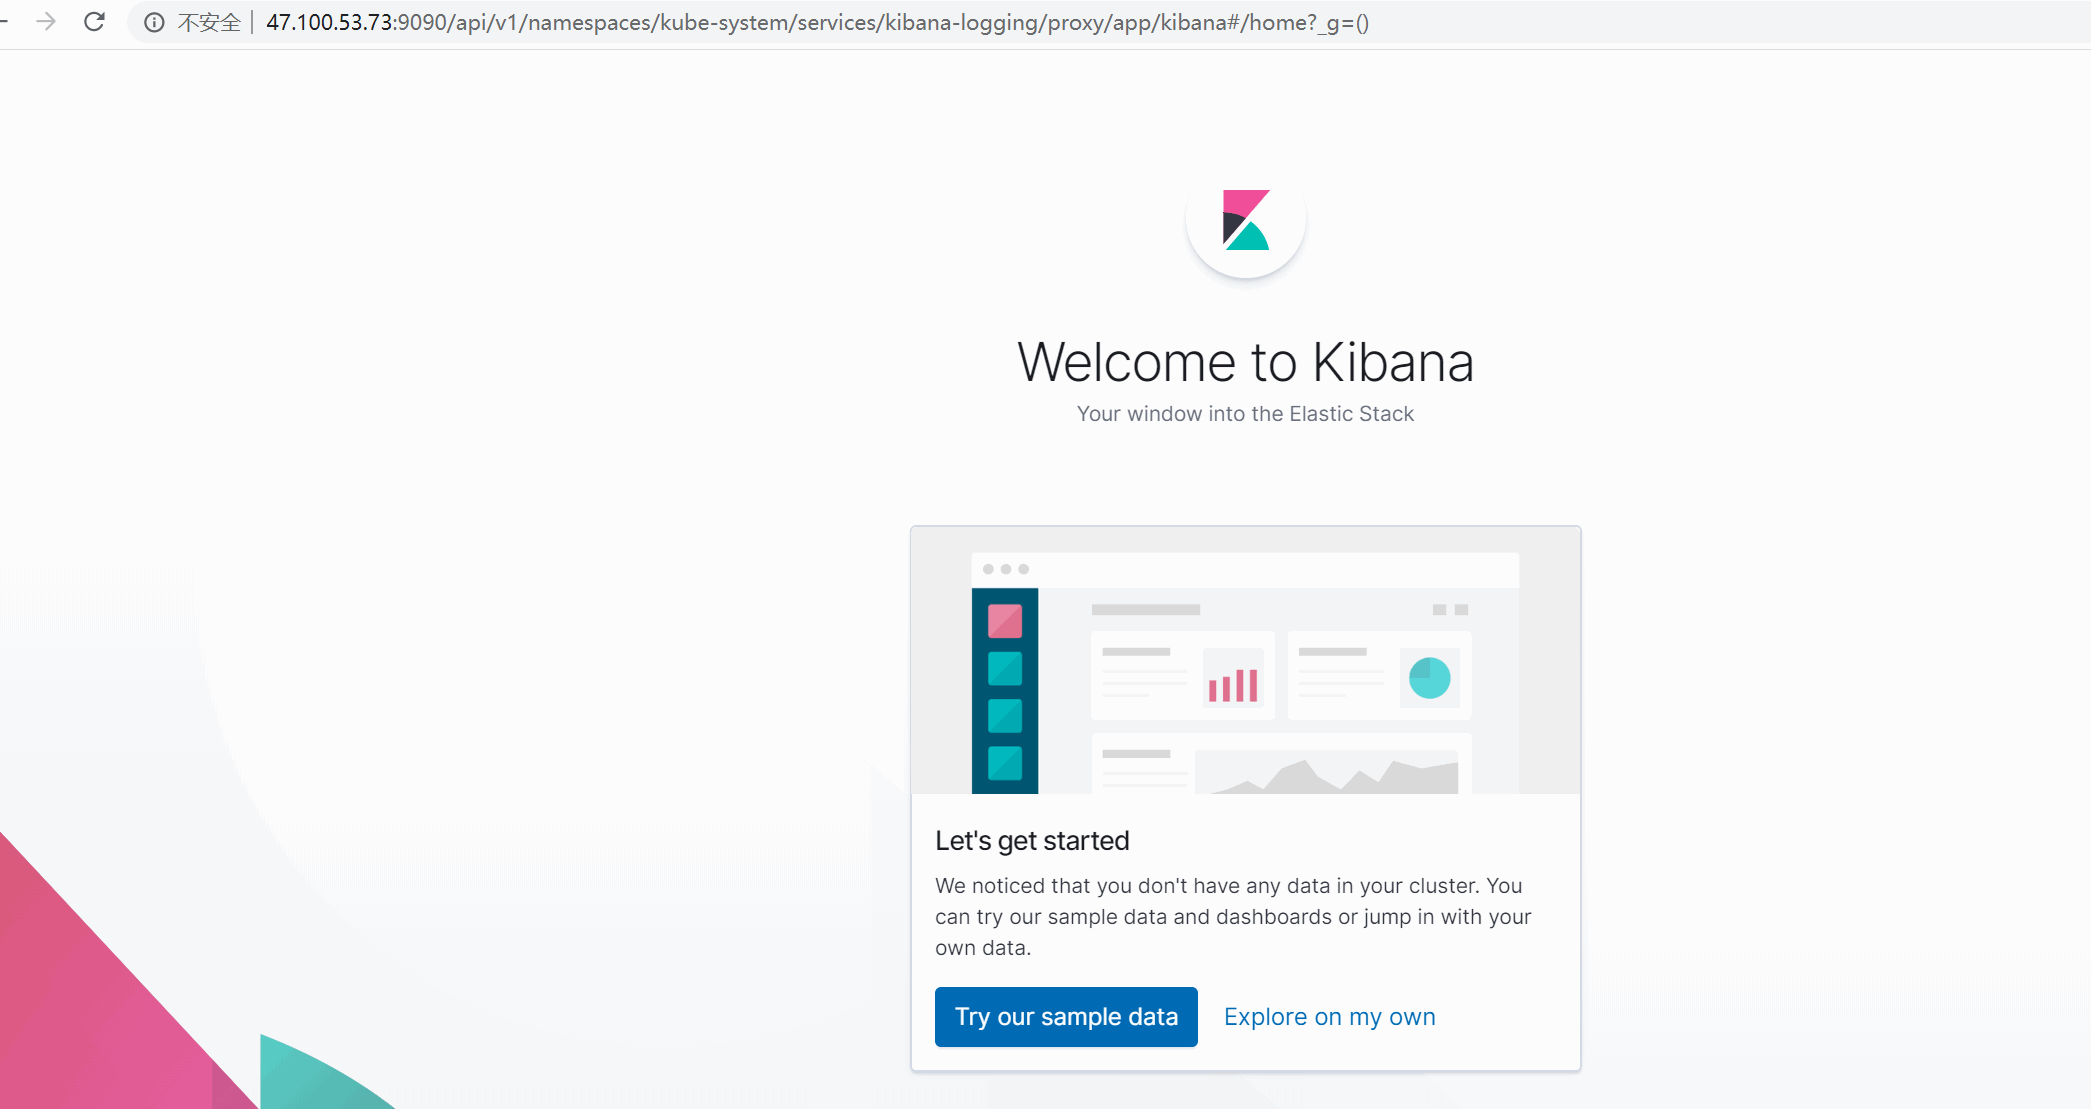 不安全 | 47.100.53.73:9090/api/v1/namespaces/kube-system/services/kibana-logging/proxy/app/kibana#/home?_g=()
Welcome to Kibana
Your window into the Elastic Stack
Let's get started
We noticed that you don't have any data in your cluster. You
can try our sample data and dashboards or jump in with your
own data.
Try our sample data
Explore on my own